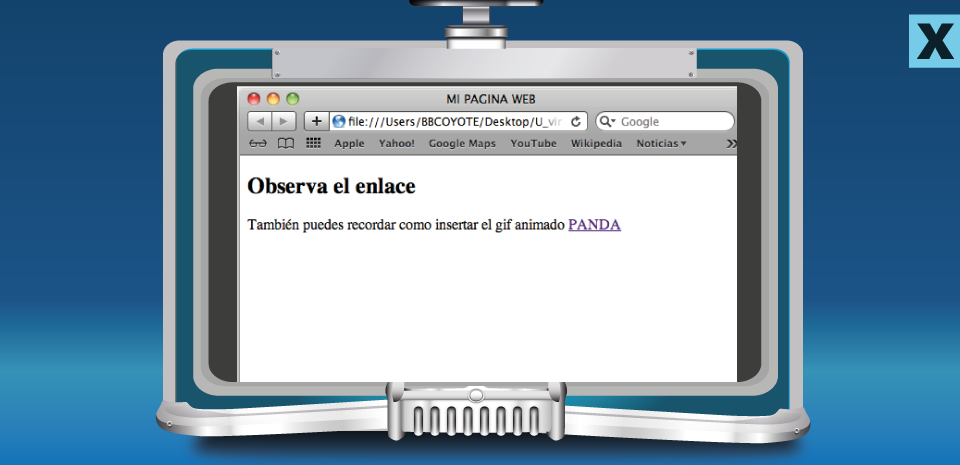 X
MI PAGINA WEB
file:///Users/BBCOYOTE/Desktop/U_vir Google
Apple Yahoo! Google Maps YouTube Wikipedia Noticias
Observa el enlace
También puedes recordar como insertar el gif animado PANDA